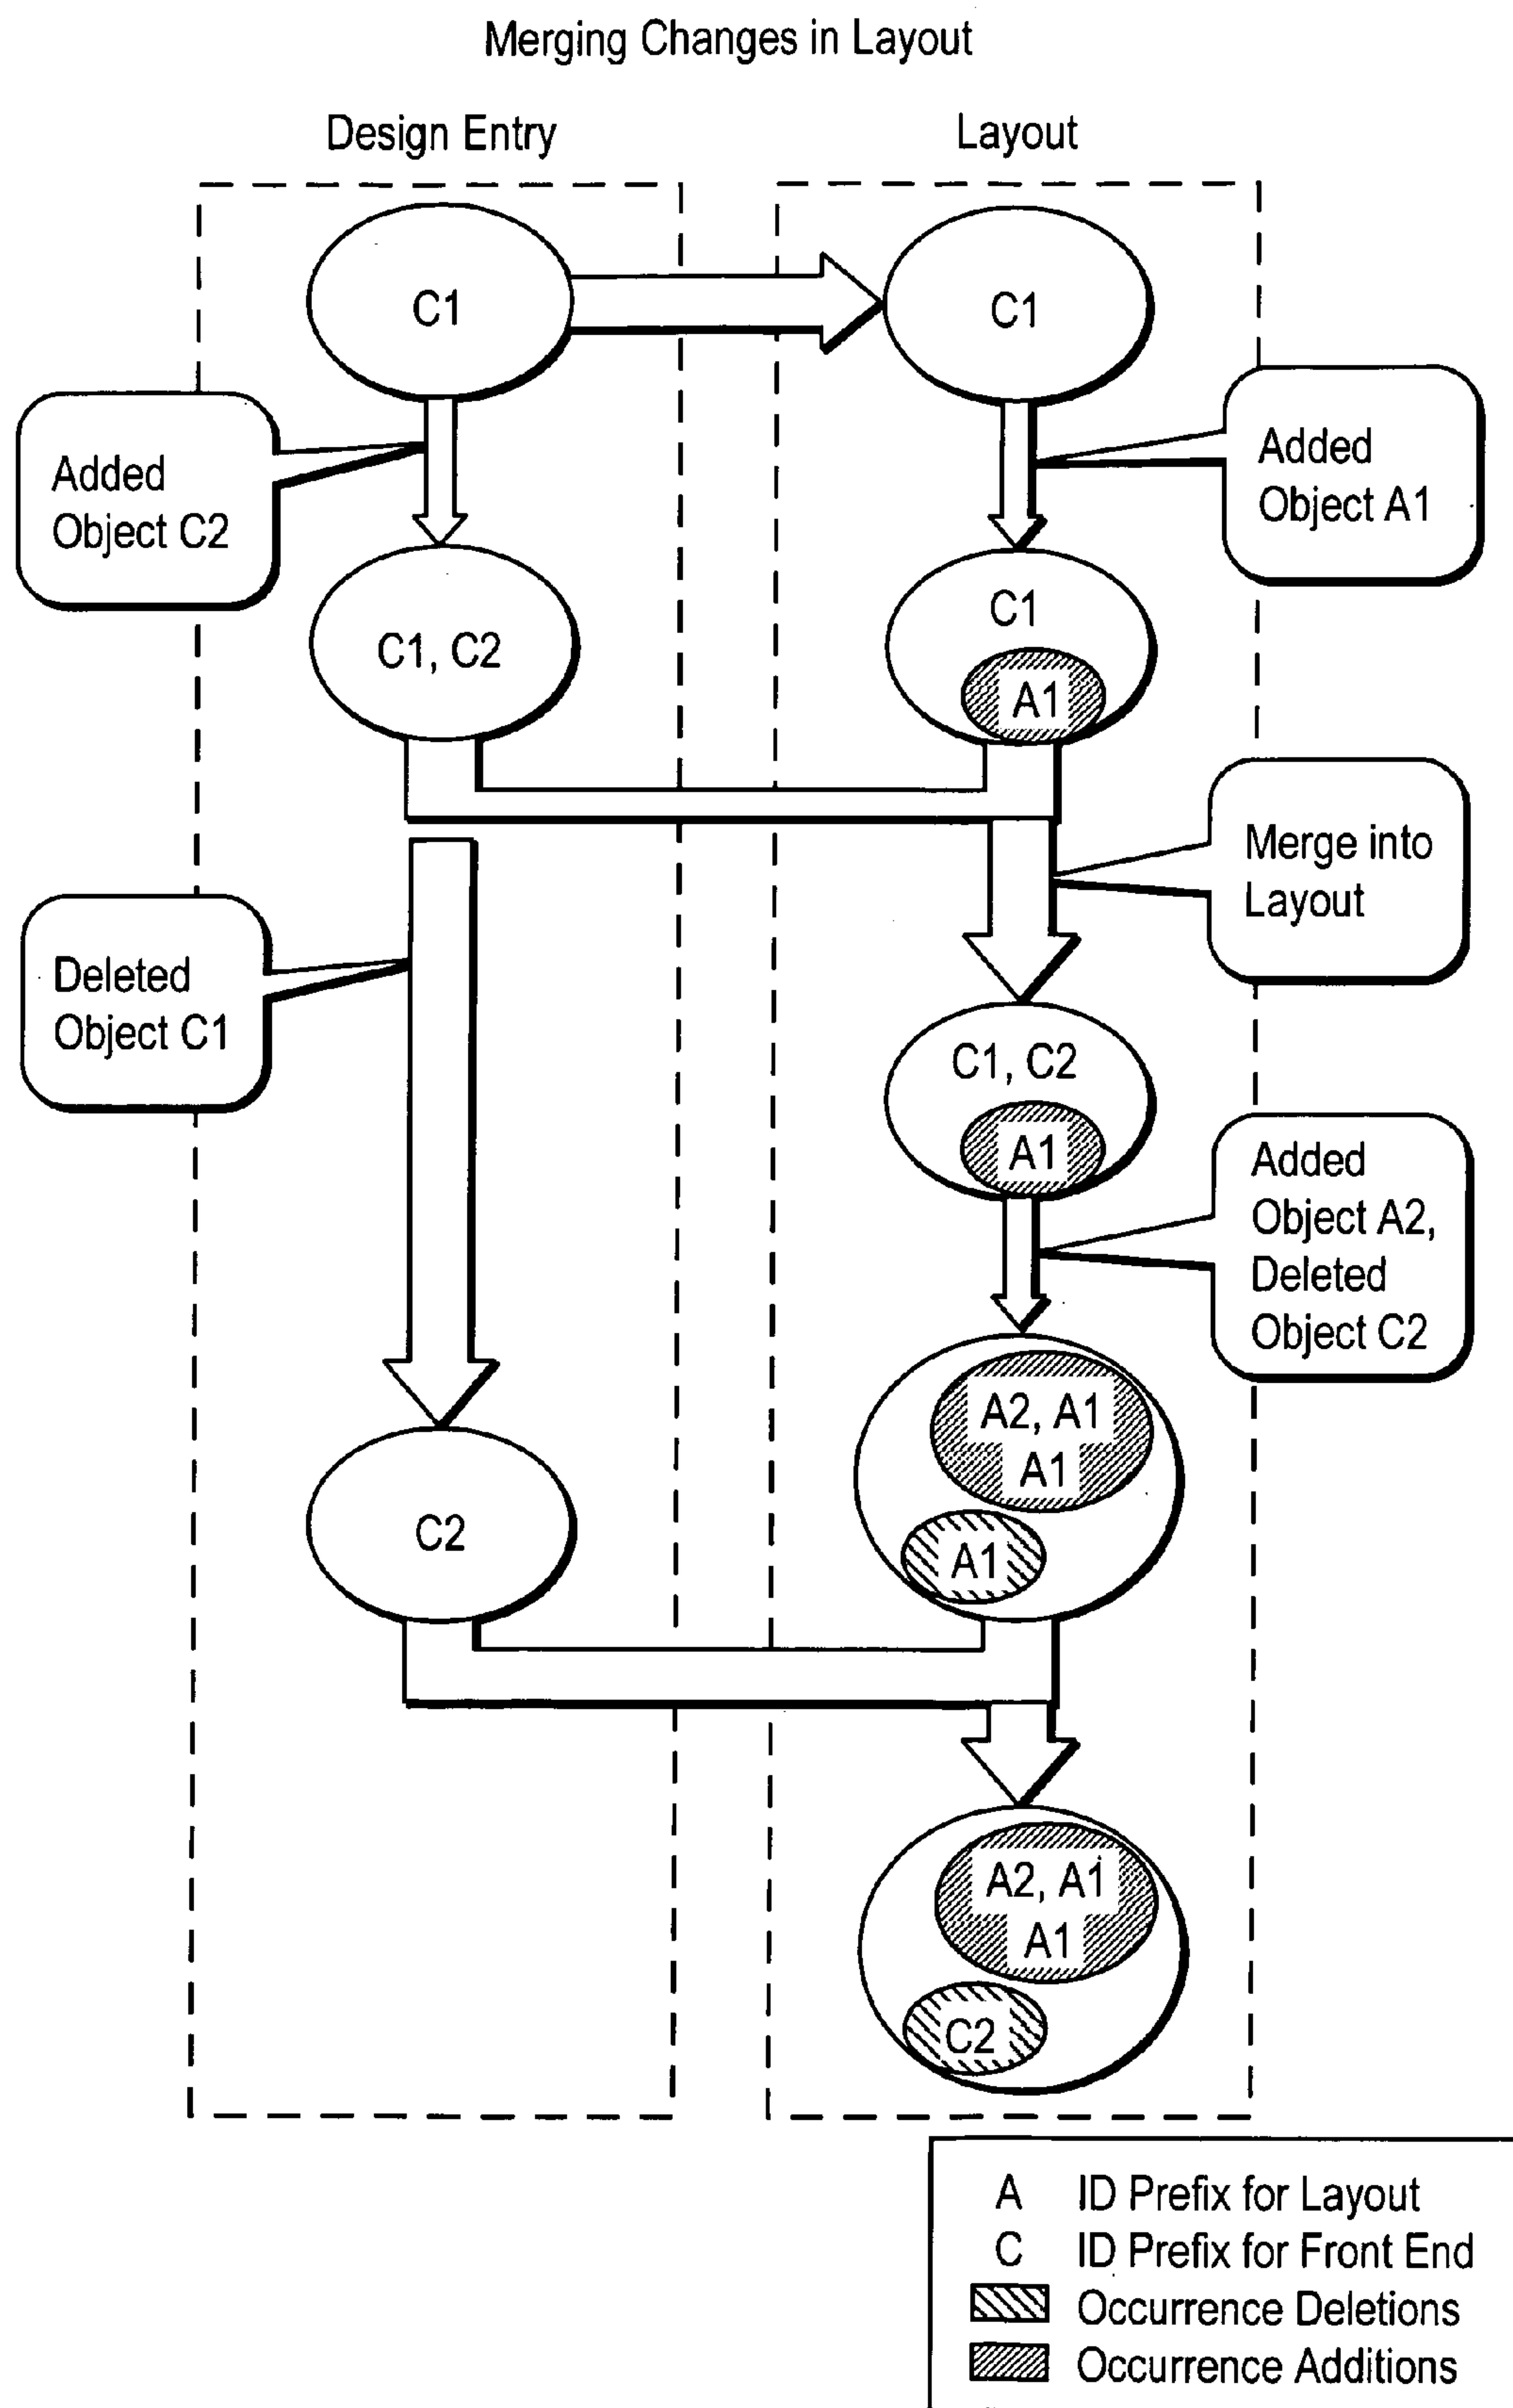 Merging Changes in Layout
Design Entry
Layout
C1
C1
Added
Object C2
Added
Object A1
C1, C2
C1
A1
Merge into
Layout
Deleted
Object C1
C1, C2
A1
Added
Object A2,
Deleted
Object C2
A2, A1
A1
C2
A1
A2, A1
A1
C2
A ID Prefix for Layout
C ID Prefix for Front End
Occurrence Deletions
Occurrence Additions